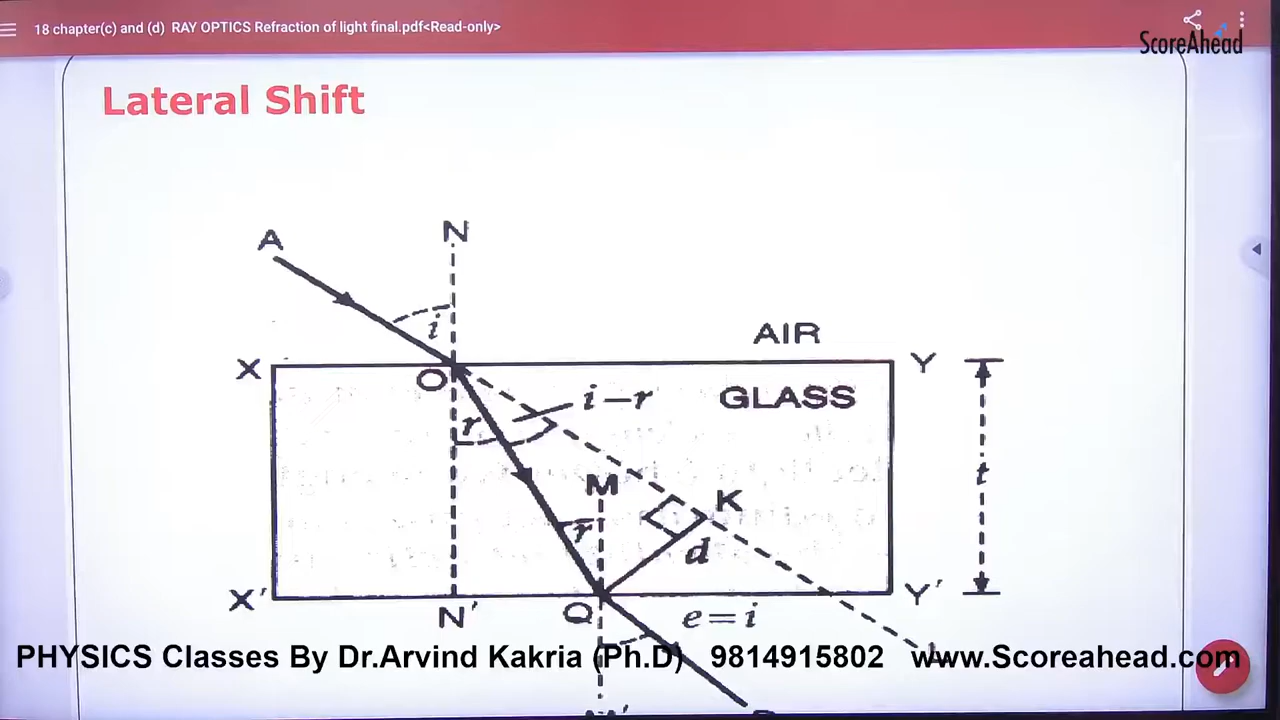 18 chapter(c) and (d) RAY OPTICS Refraction of light final.pdf<Read-only>
ScoreAhead
Lateral Shift
A
N
i
AIR
X
O
Y
GLASS
i–r
r
M
K
t
r
d
X'
N'
Q
Y'
e=i
PHYSICS Classes By Dr.Arvind Kakria (Ph.D) 9814915802 www.Scoreahead.com